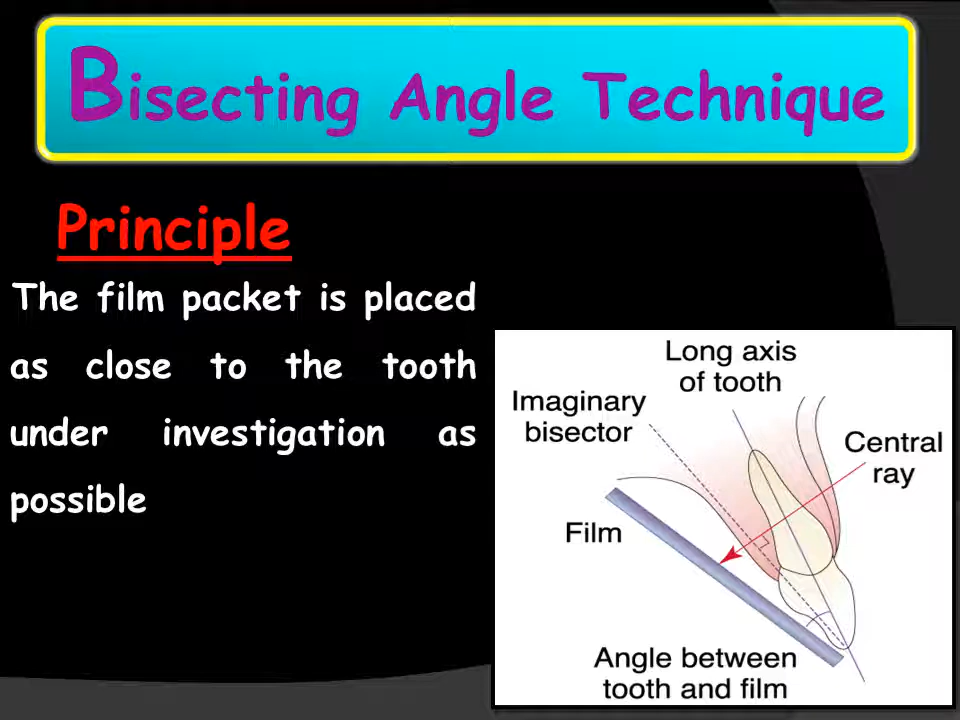 Bisecting Angle Technique
Principle
The film packet is placed
as close to the tooth
under investigation as
possible
Long axis
of tooth
Imaginary
bisector
Central
ray
Film
Angle between
tooth and film